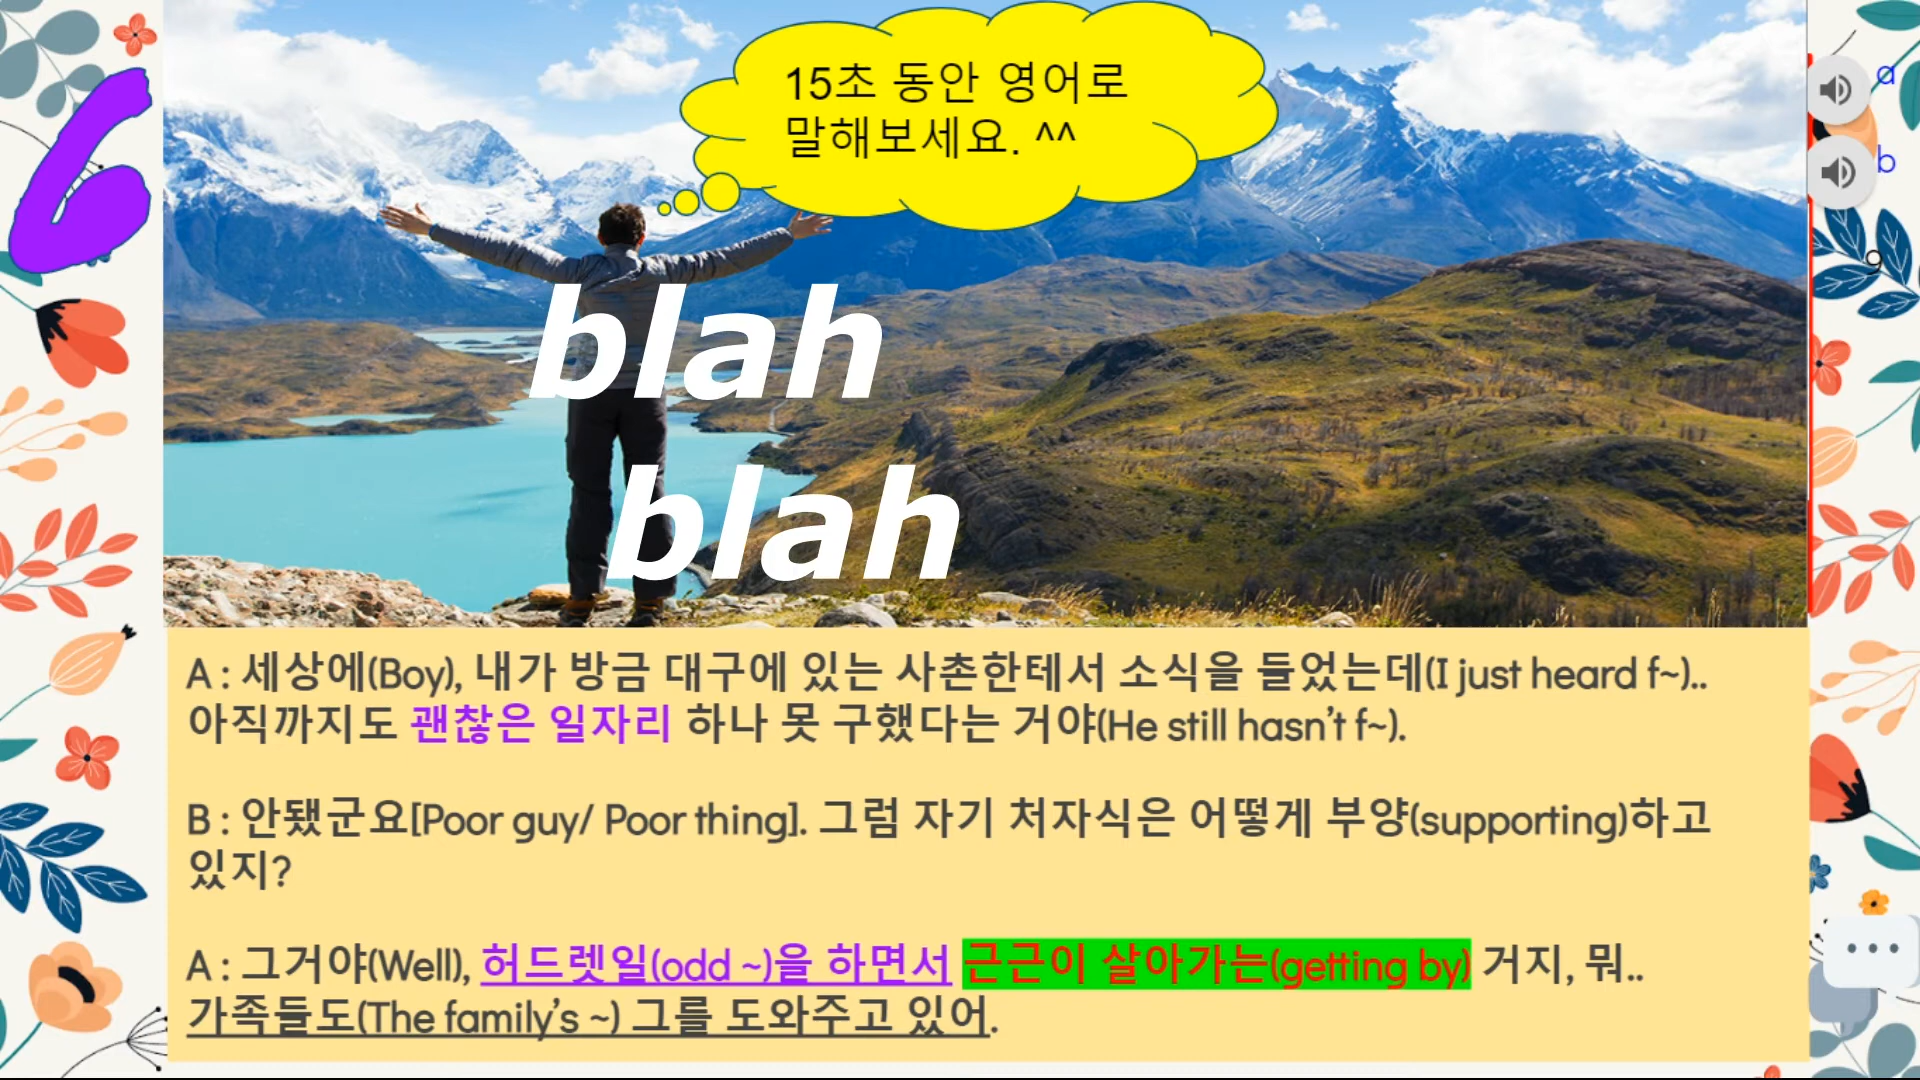 6
15초 동안 영어로
말해보세요. ^^
a
b
9
blah
blah
A : 세상에(Boy), 내가 방금 대구에 있는 사촌한테서 소식을 들었는데(I just heard f~)..
아직까지도 괜찮은 일자리 하나 못 구했다는 거야(He still hasn't f~).
B : 안됐군요[Poor guy/ Poor thing]. 그럼 자기 처자식은 어떻게 부양(supporting)하고
있지?
A : 그거야(Well), 허드렛일(odd ~)을 하면서 근근이 살아가는(getting by) 거지, 뭐..
가족들도(The family's ~) 그를 도와주고 있어.